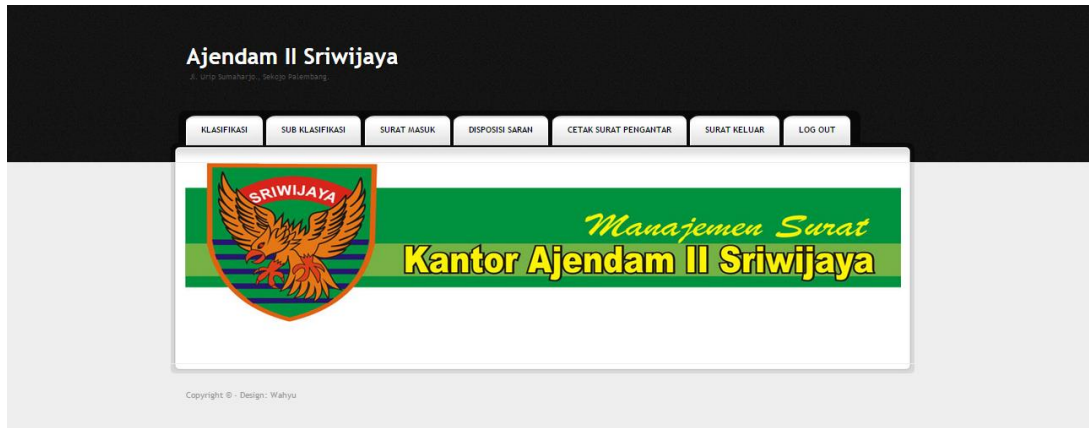 Ajendam II Sriwijaya
Jl. Urip Sumaharjo., Sekojo Palembang.
KLASIFIKASI SUB KLASIFIKASI SURAT MASUK DISPOSISI SARAN CETAK SURAT PENGANTAR SURAT KELUAR LOG OUT
SRIWIJAYA
Manajemen Surat
Kantor Ajendam II Sriwijaya
Copyright © - Design: Wahyu